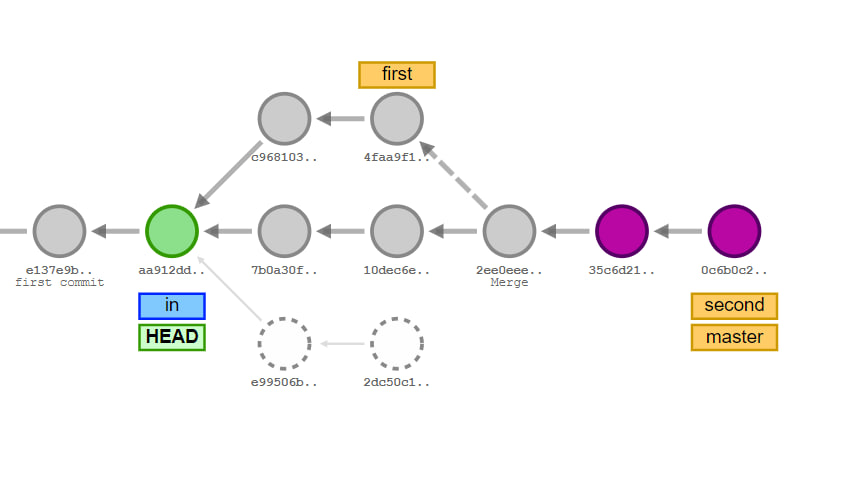 first
c968103..
4faa9f1..
e137e9b..
first commit
aa912dd..
7b0a30f..
10dec6e..
2ee0eee..
Merge
35c6d21..
0c6b0c2..
in
HEAD
second
master
e99506b..
2dc50c1..